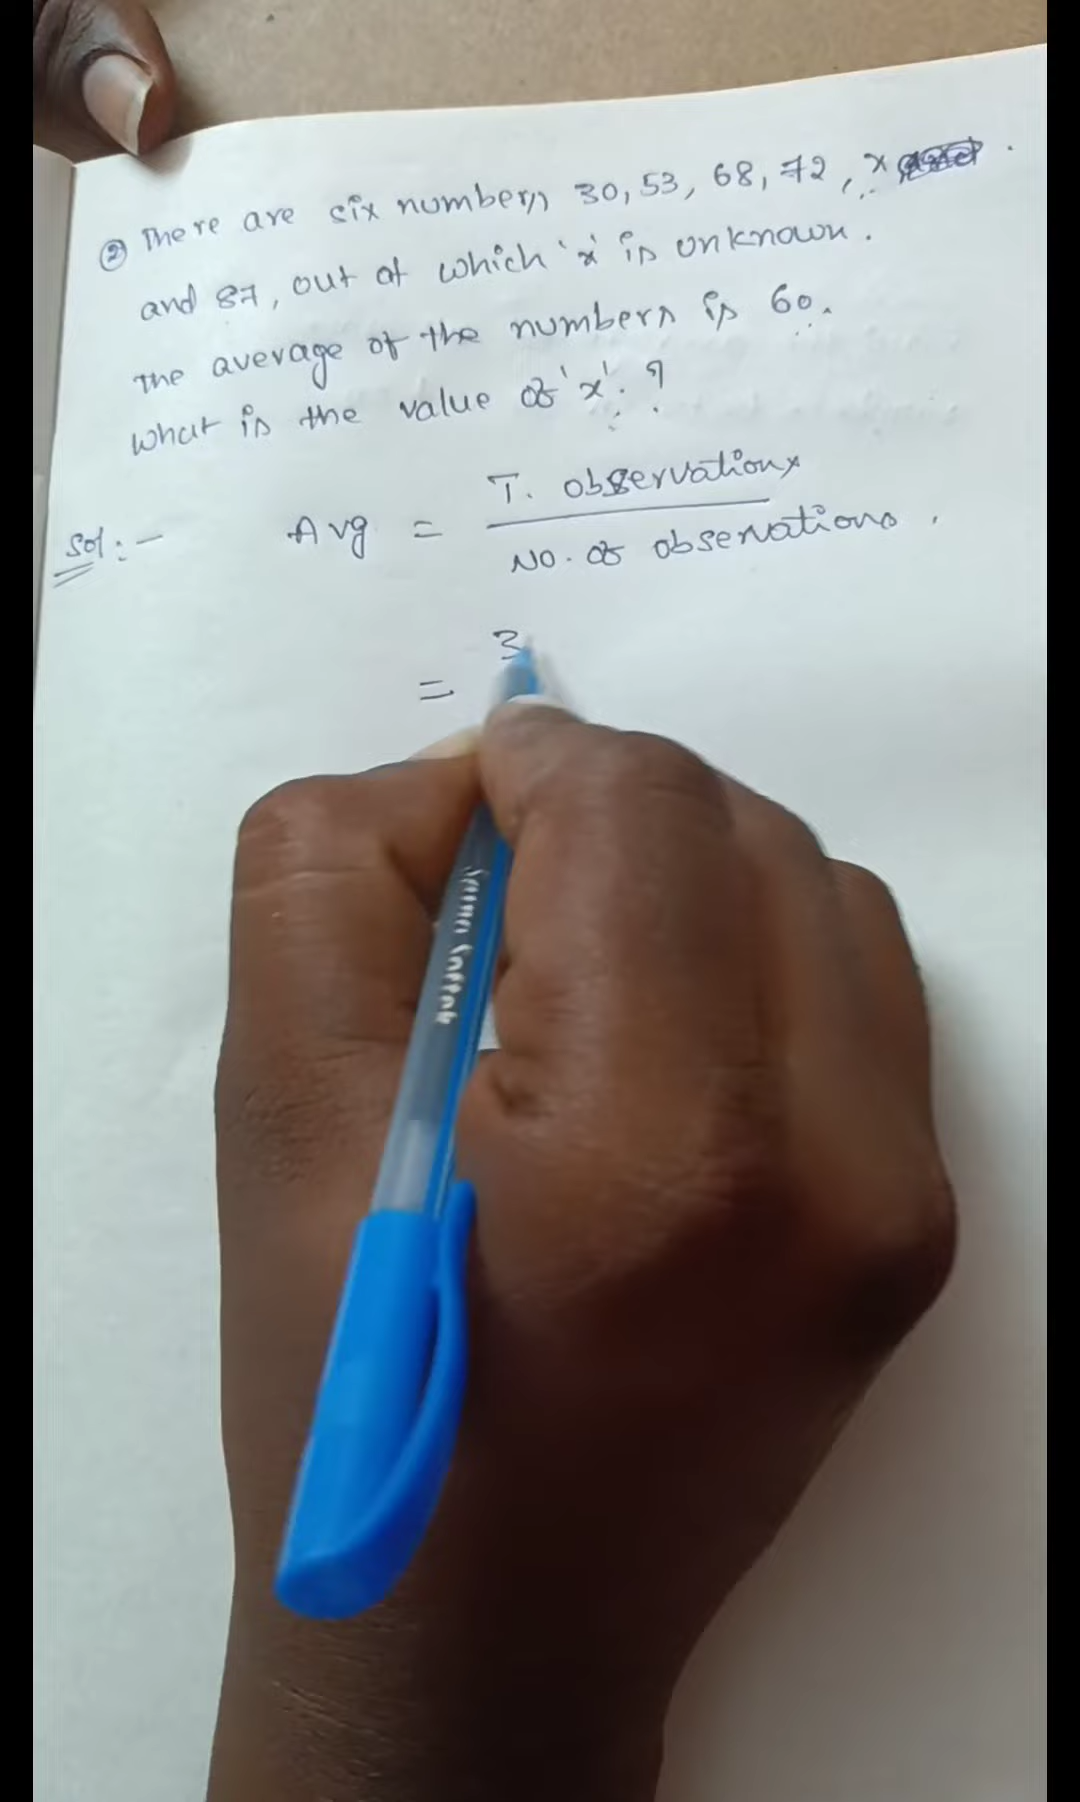 ② There are six numbers, 30, 53, 68, 72, x
and 87, out of which 'x' is unknown.
The average of the numbers is 60.
What is the value of 'x'. ?
Sol:- Avg = T. observations
No. of observations.
= 3